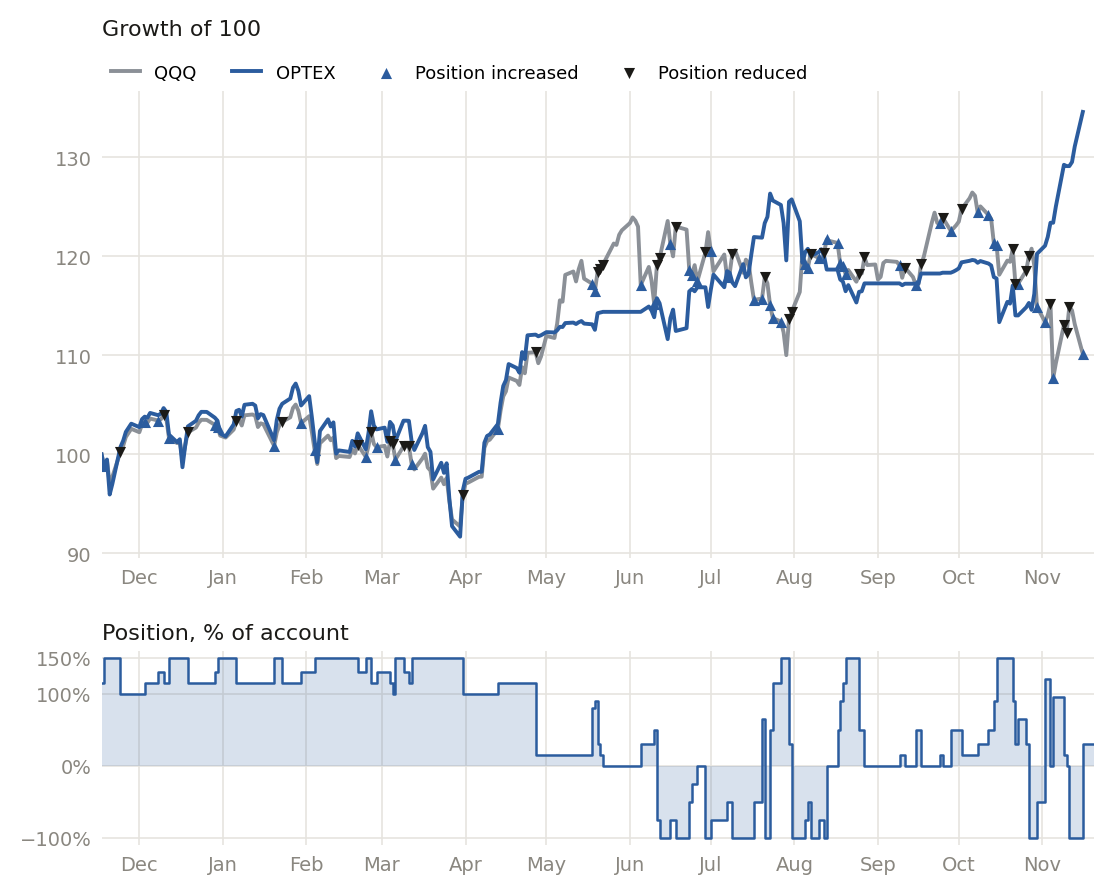 Growth of 100
QQQ OPTEX Position increased Position reduced
130
120
110
100
90
Dec Jan Feb Mar Apr May Jun Jul Aug Sep Oct Nov
Position, % of account
150%
100%
0%
−100%
Dec Jan Feb Mar Apr May Jun Jul Aug Sep Oct Nov